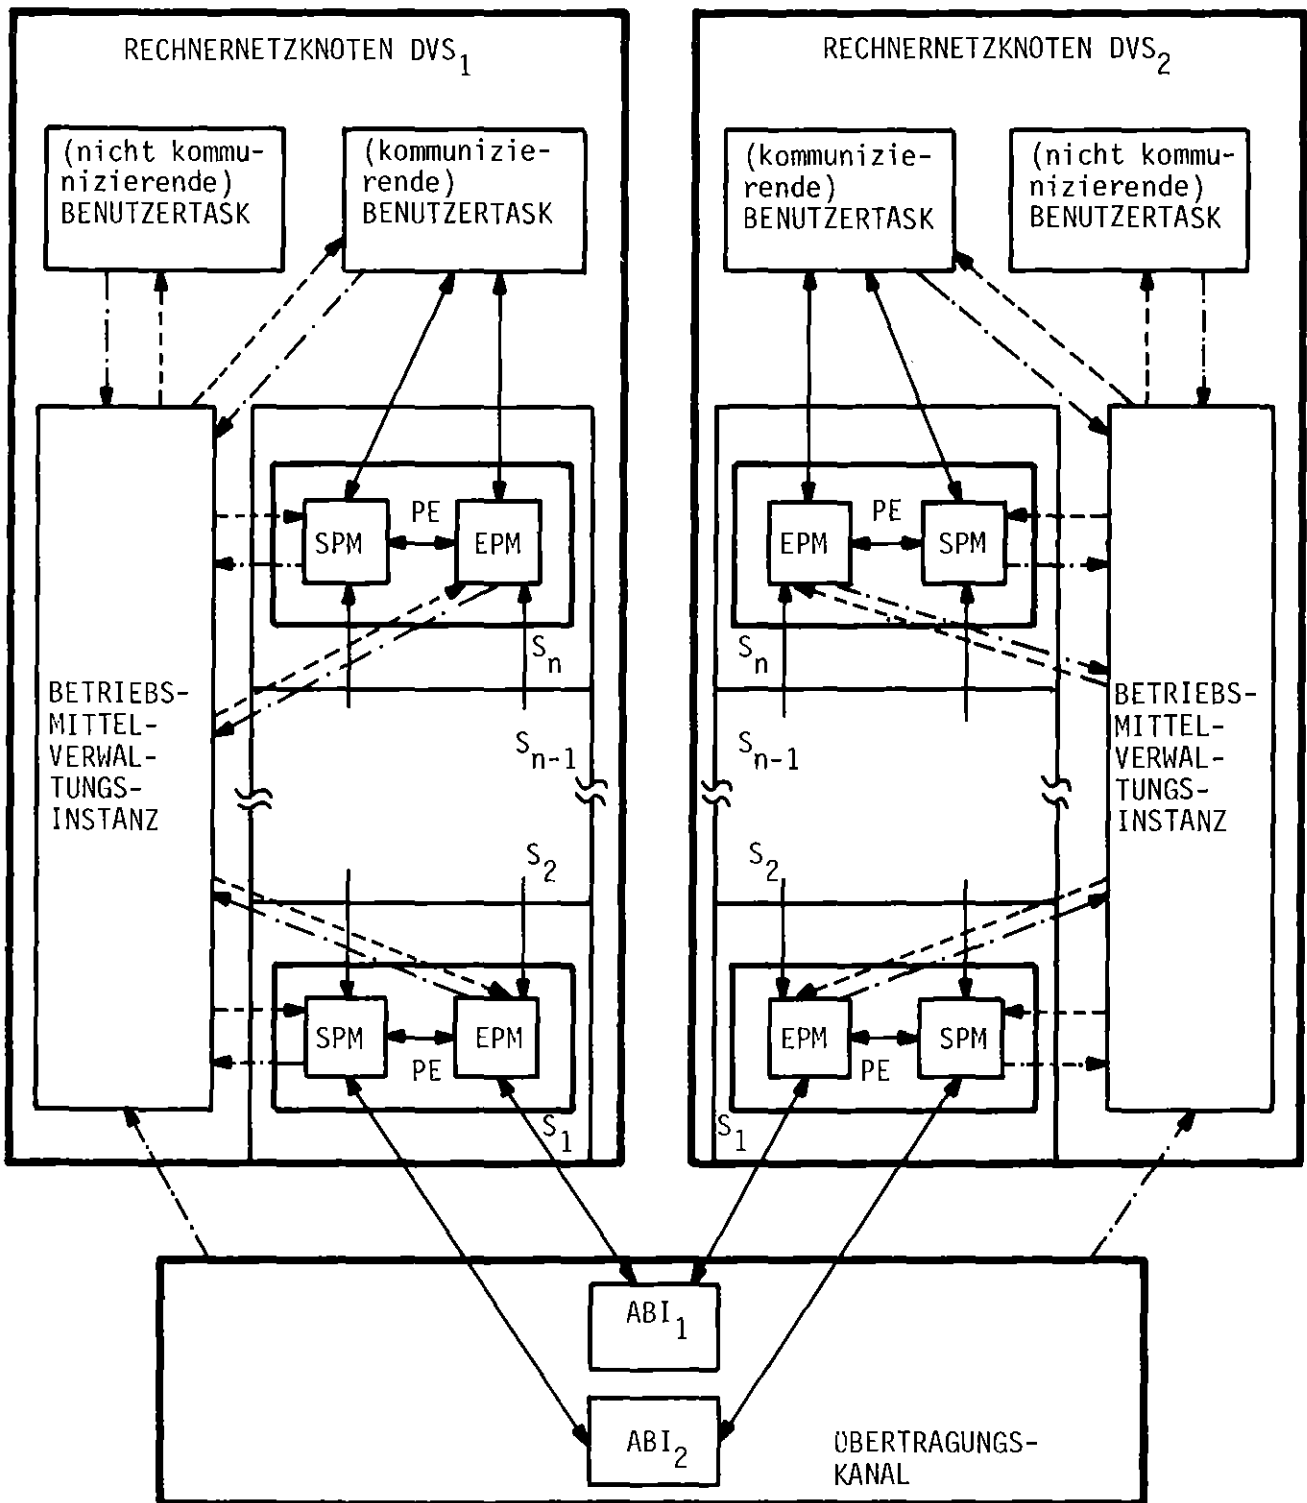 RECHNERNETZKNOTEN DVS1
RECHNERNETZKNOTEN DVS2
(nicht kommu-
nizierende)
BENUTZERTASK
(kommunizie-
rende)
BENUTZERTASK
(kommunizie-
rende)
BENUTZERTASK
(nicht kommu-
nizierende)
BENUTZERTASK
PE
SPM
EPM
PE
EPM
SPM
Sn
Sn
BETRIEBS-
MITTEL-
VERWAL-
TUNGS-
INSTANZ
Sn-1
Sn-1
BETRIEBS-
MITTEL-
VERWAL-
TUNGS-
INSTANZ
S2
S2
SPM
EPM
PE
EPM
SPM
PE
S1
S1
ABI1
ABI2
ÜBERTRAGUNGS-
KANAL